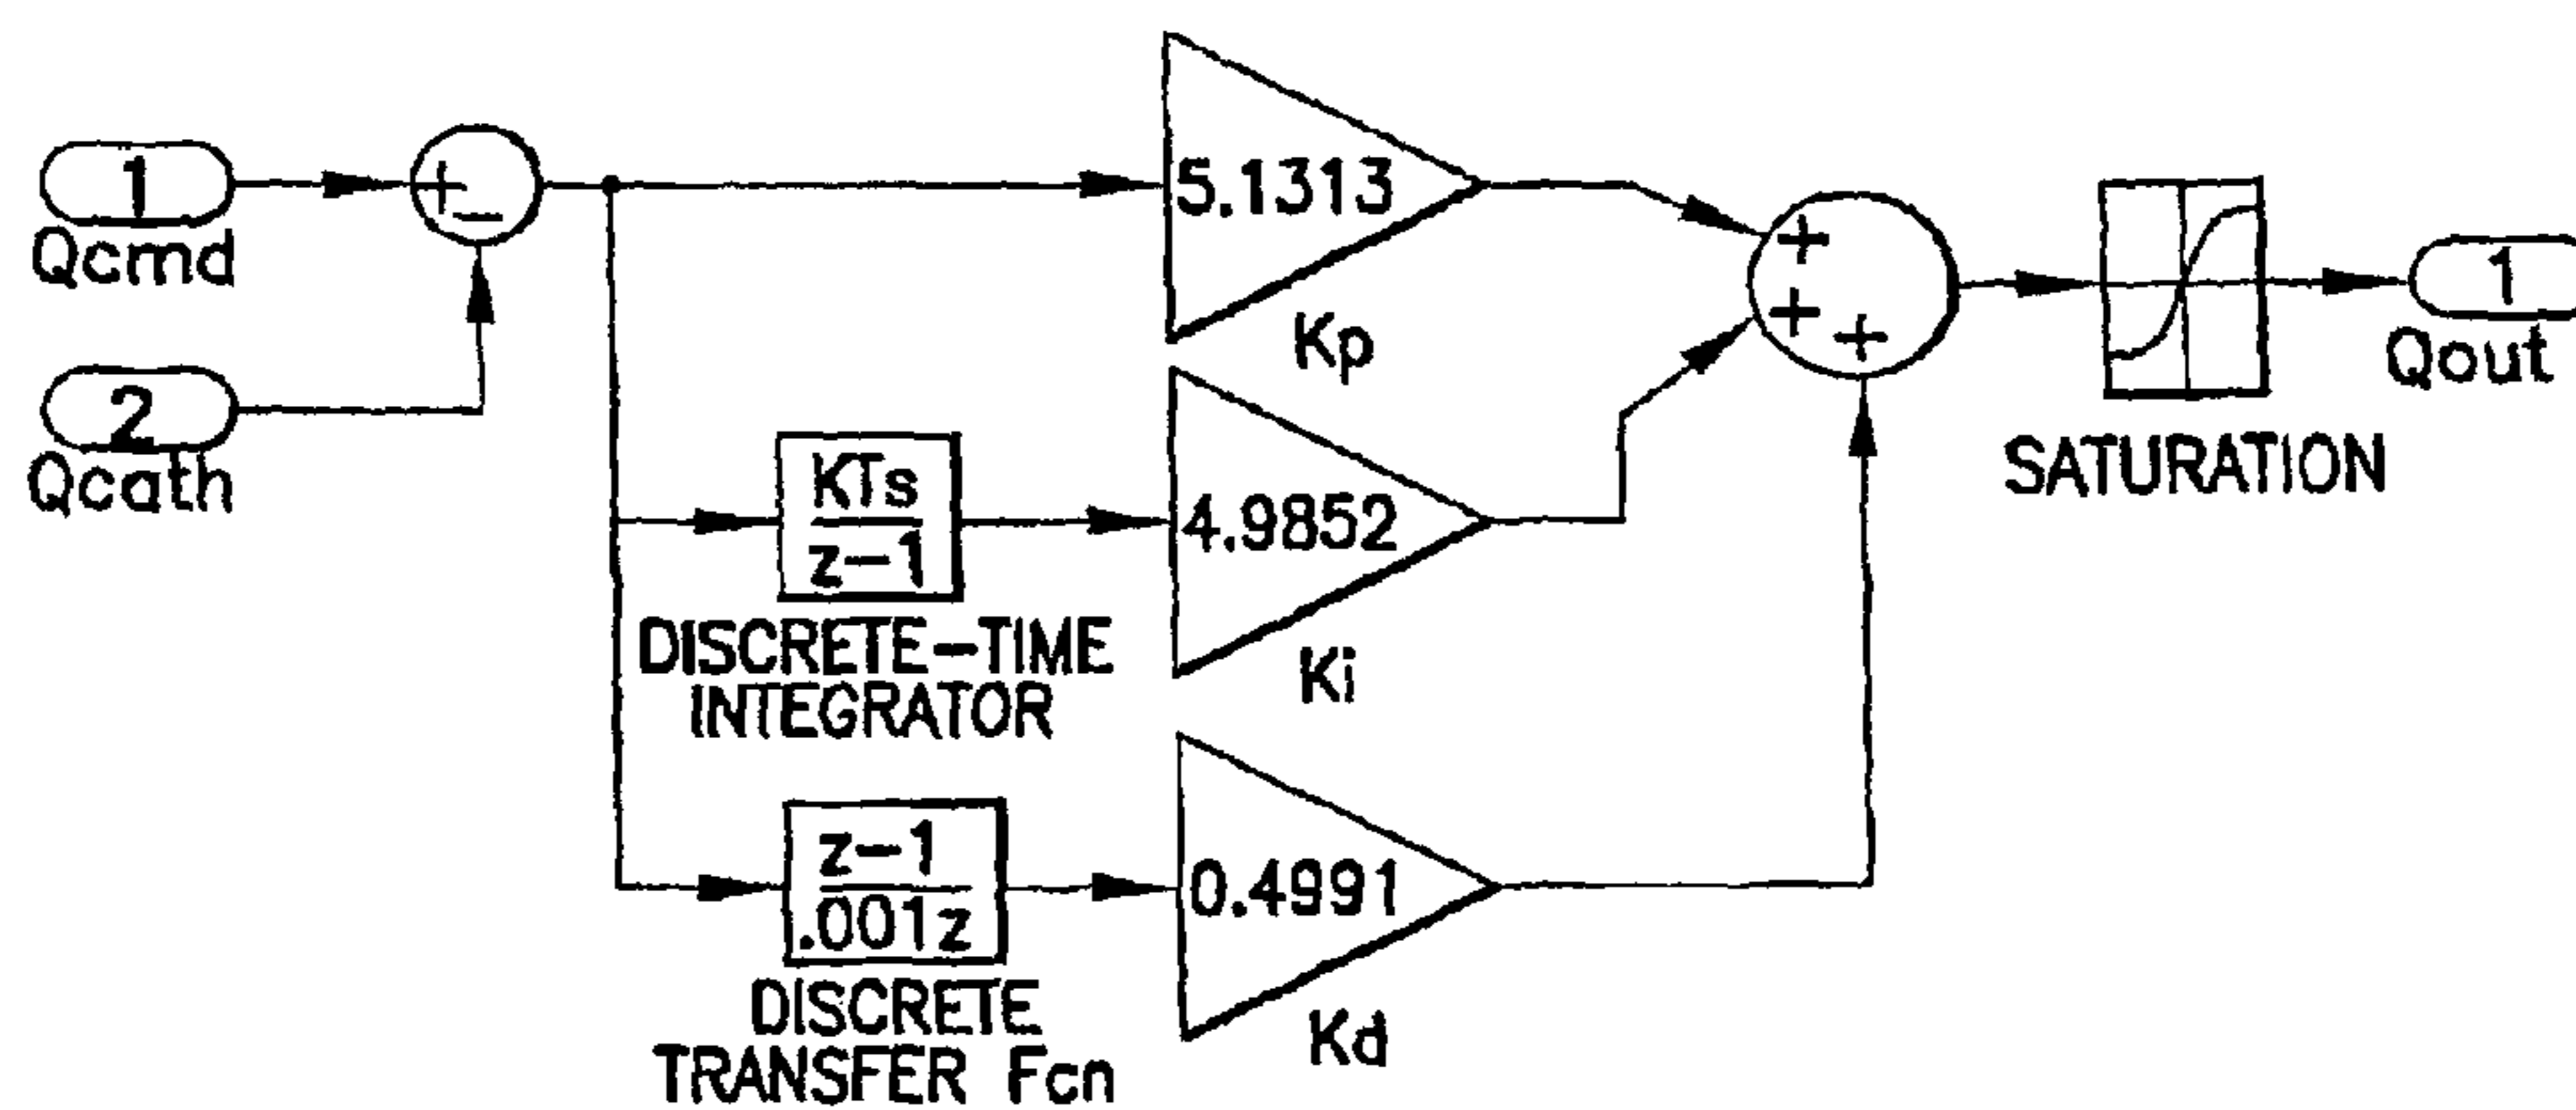 1
Qcmd
+
−
2
Qcath
5.1313
Kp
KTs
z−1
DISCRETE−TIME
INTEGRATOR
4.9852
Ki
z−1
.001z
DISCRETE
TRANSFER Fcn
0.4991
Kd
+
+
+
SATURATION
1
Qout